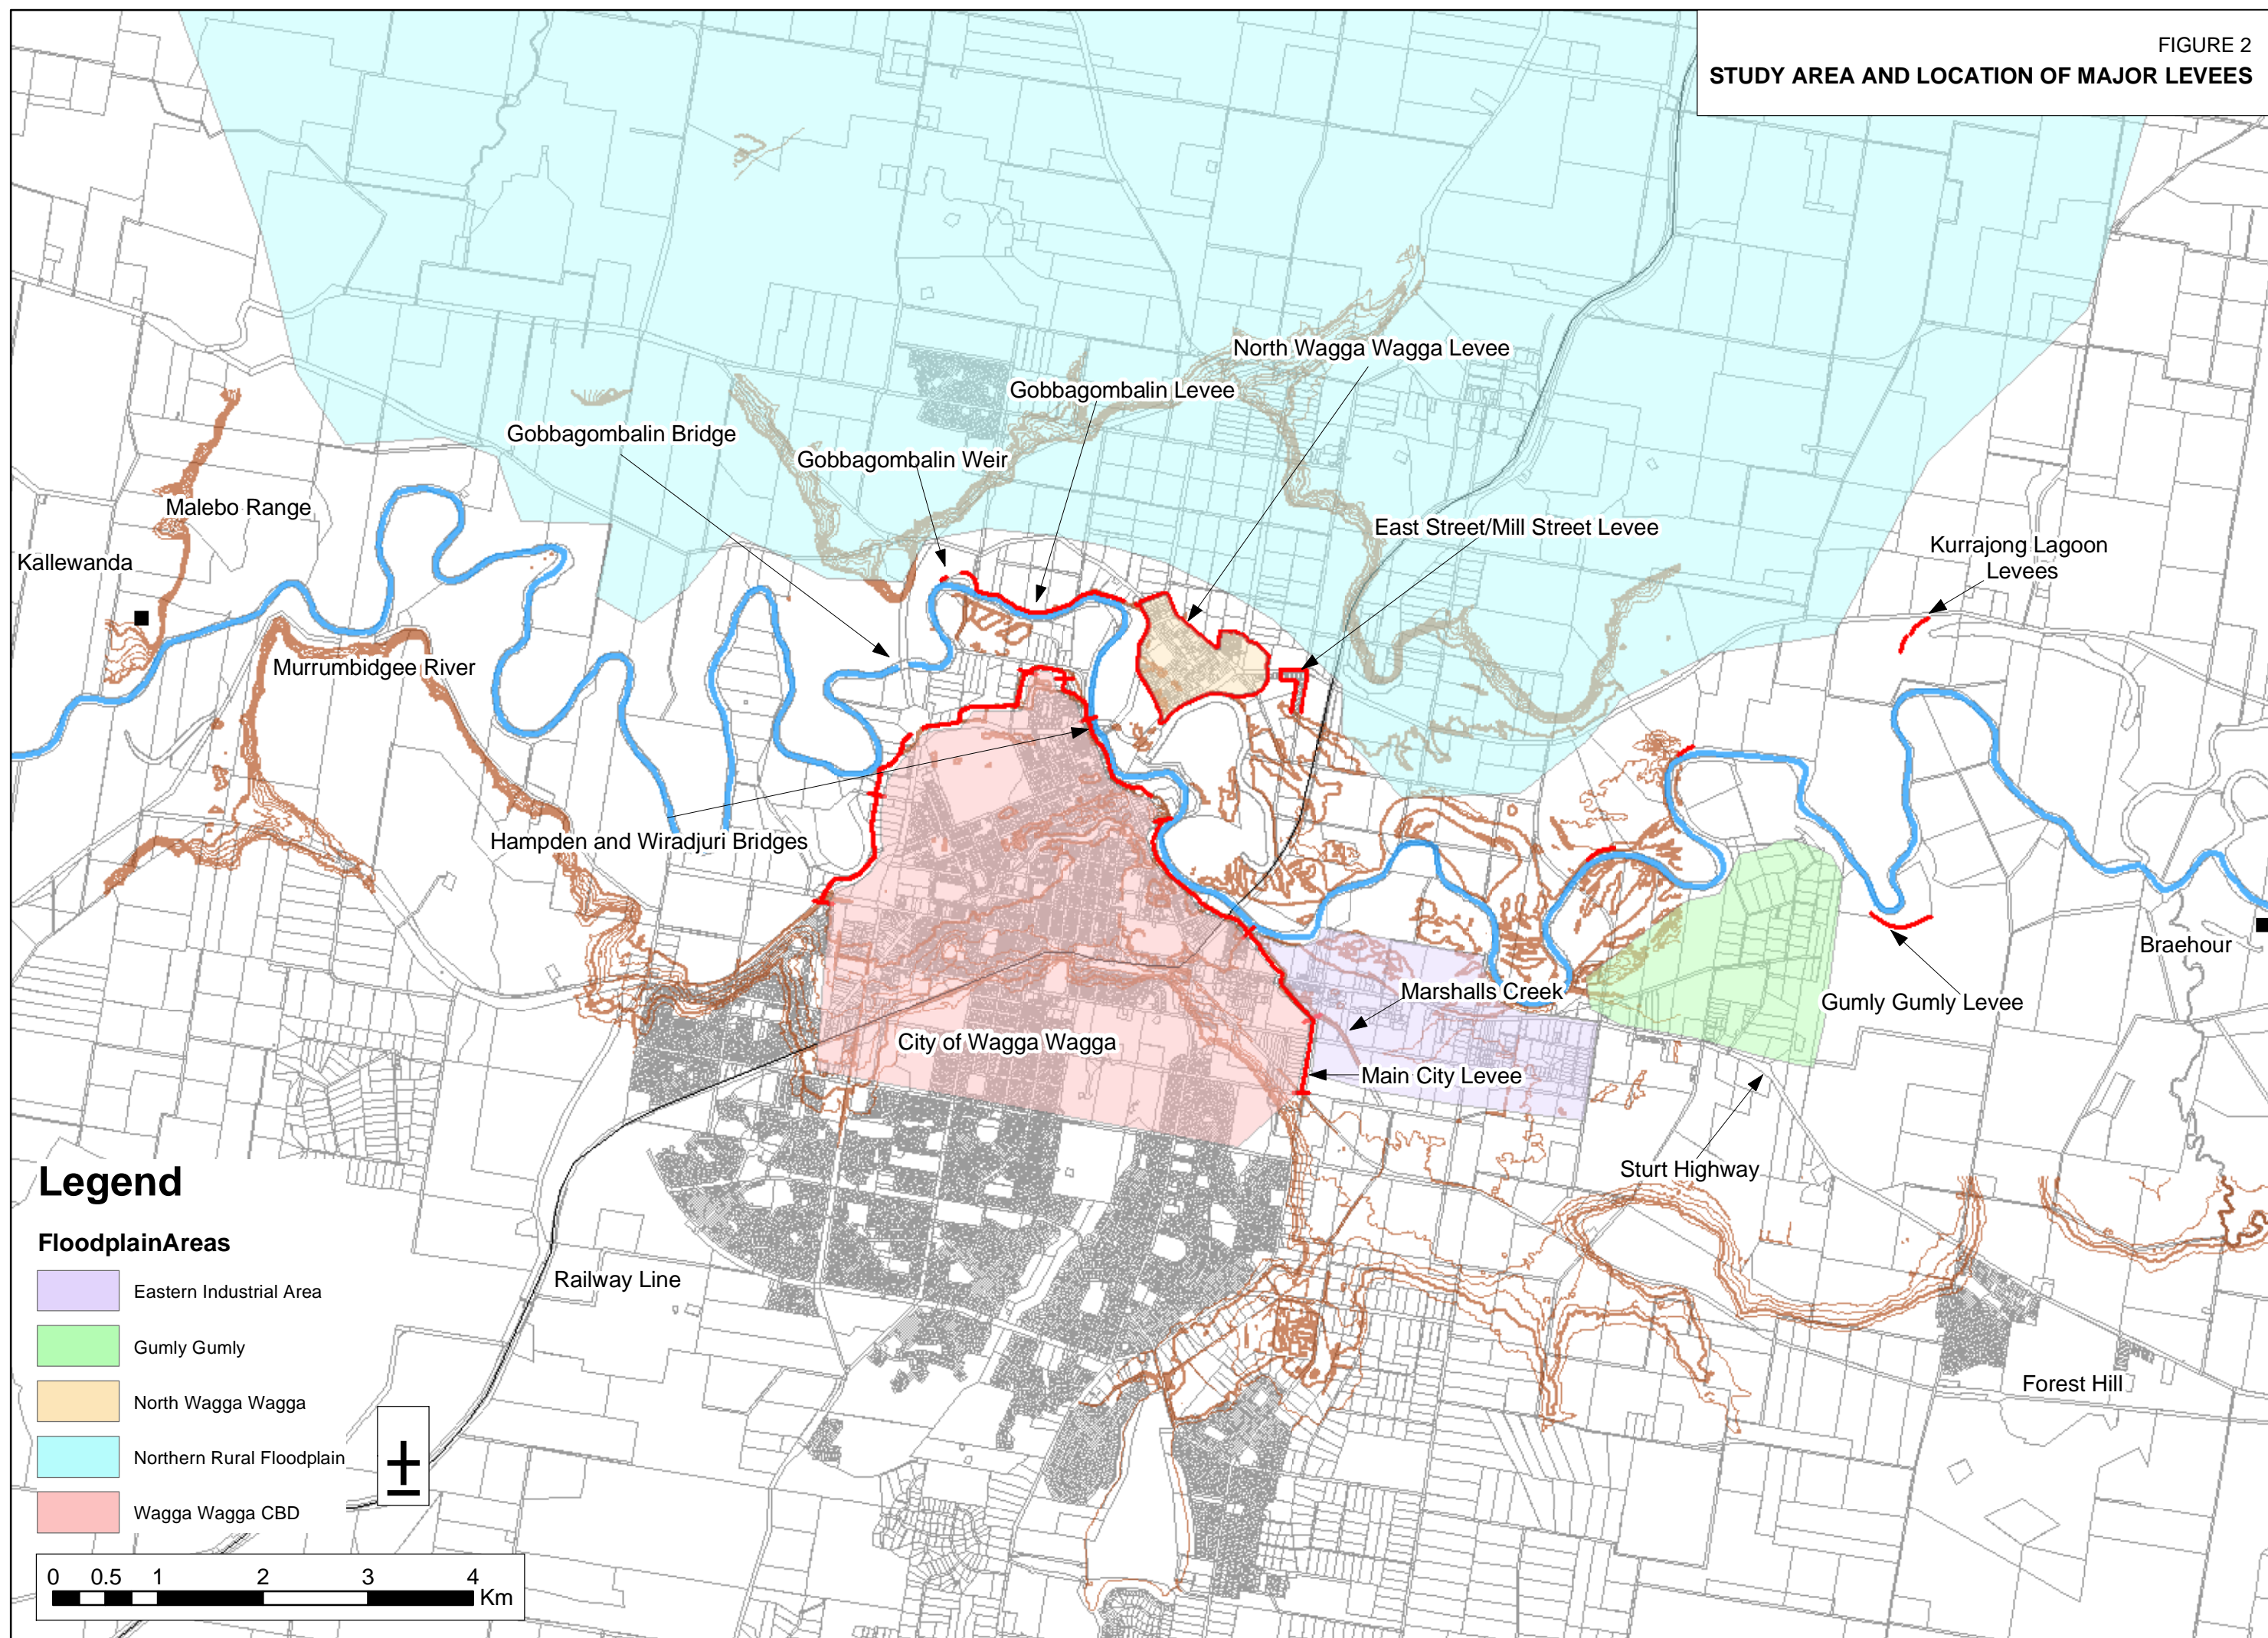 FIGURE 2
STUDY AREA AND LOCATION OF MAJOR LEVEES
North Wagga Wagga Levee
Gobbagombalin Levee
Gobbagombalin Bridge
Gobbagombalin Weir
Malebo Range
East Street/Mill Street Levee
Kurrajong Lagoon
Levees
Kallewanda
Murrumbidgee River
Hampden and Wiradjuri Bridges
Braehour
Marshalls Creek
Gumly Gumly Levee
City of Wagga Wagga
Main City Levee
Sturt Highway
Railway Line
Forest Hill
Legend
FloodplainAreas
Eastern Industrial Area
Gumly Gumly
North Wagga Wagga
Northern Rural Floodplain
Wagga Wagga CBD
±
0 0.5 1 2 3 4
Km